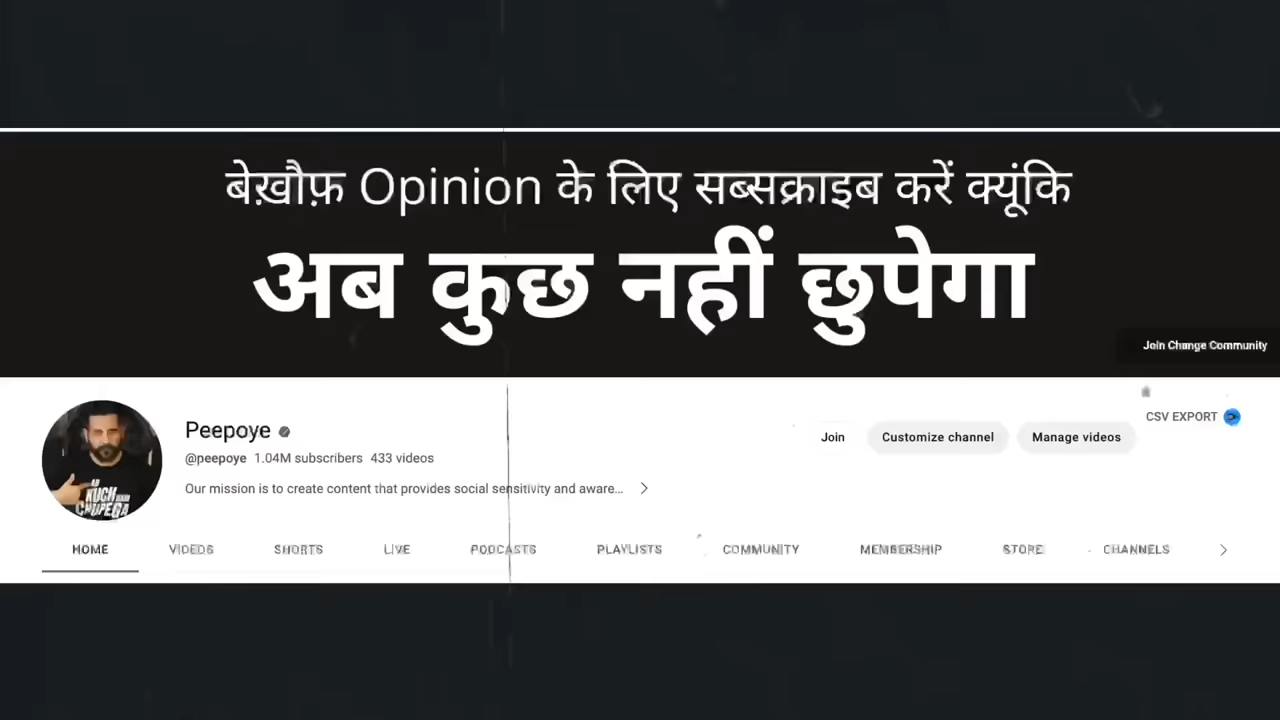 बेख़ौफ़ Opinion के लिए सब्सक्राइब करें क्यूंकि
अब कुछ नहीं छुपेगा
Join Change Community
Peepoye
@peepoye 1.04M subscribers 433 videos
Our mission is to create content that provides social sensitivity and aware...
Join
Customize channel
Manage videos
CSV EXPORT
KUCH
CHUPEGA
HOME VIDEOS SHORTS LIVE PODCASTS PLAYLISTS COMMUNITY MEMBERSHIP STORE CHANNELS